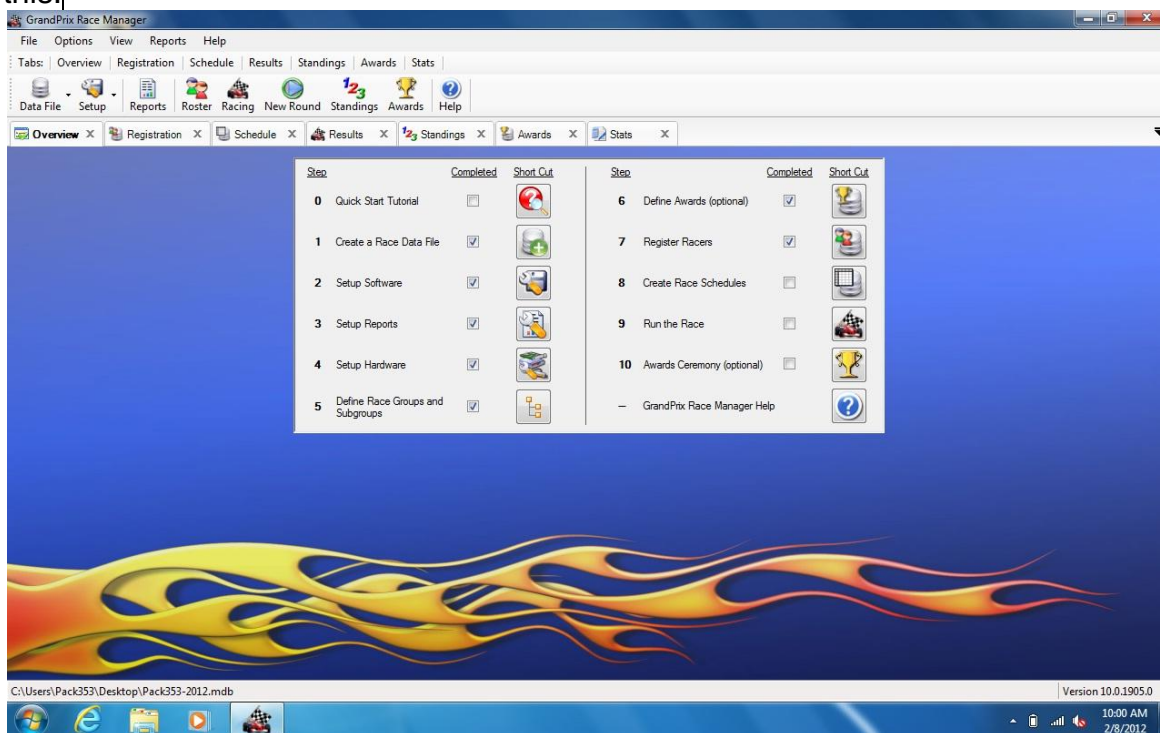 this.
GrandPrix Race Manager
File Options View Reports Help
Tabs: Overview Registration Schedule Results Standings Awards Stats
Data File Setup Reports Roster Racing New Round 123 Standings Awards Help
Overview X Registration X Schedule X Results X 123 Standings X Awards X Stats X
Step Completed Short Cut Step Completed Short Cut
0 Quick Start Tutorial 6 Define Awards (optional)
1 Create a Race Data File 7 Register Racers
2 Setup Software 8 Create Race Schedules
3 Setup Reports 9 Run the Race
4 Setup Hardware 10 Awards Ceremony (optional)
5 Define Race Groups and
Subgroups – GrandPrix Race Manager Help
C:\Users\Pack353\Desktop\Pack353-2012.mdb Version 10.0.1905.0
10:00 AM
2/8/2012